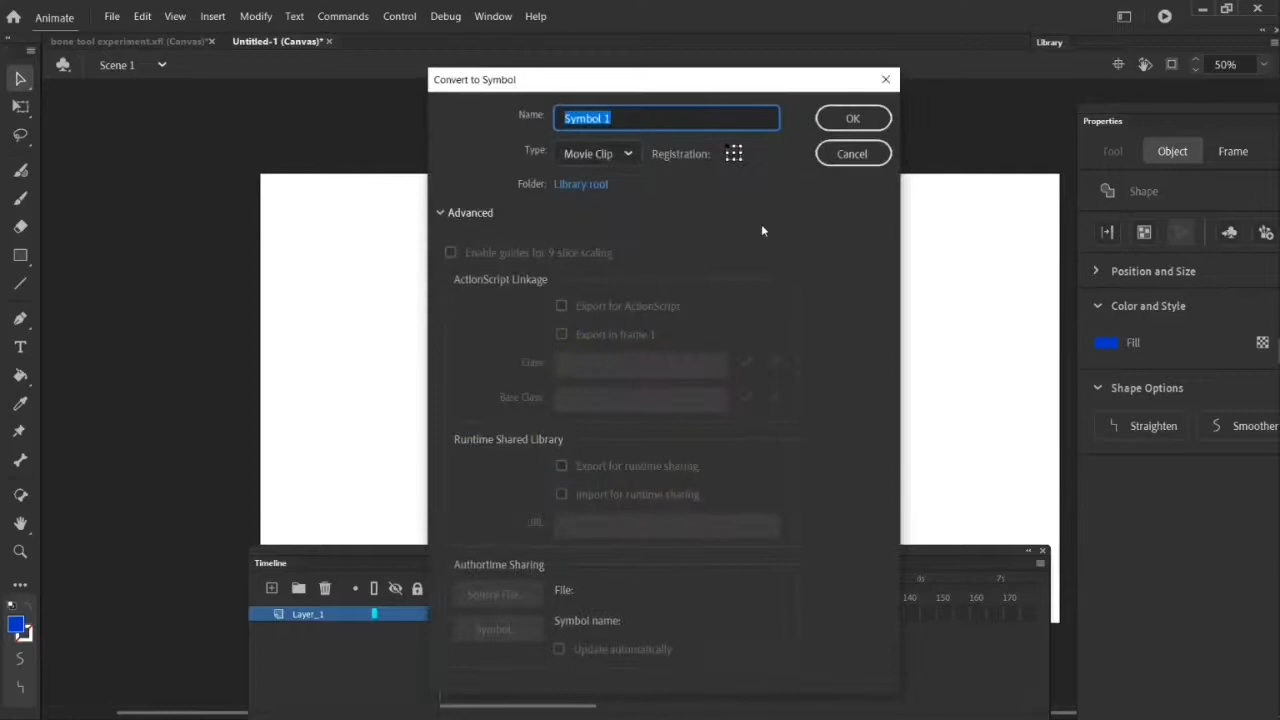 Animate File Edit View Insert Modify Text Commands Control Debug Window Help
bone tool experiment.xfl (Canvas)* × Untitled-1 (Canvas)* ×
Library
Scene 1
50%
Convert to Symbol
Name: Symbol 1
OK
Type: Movie Clip Registration:
Cancel
Folder: Library root
Advanced
Enable guides for 9-slice scaling
ActionScript Linkage
Export for ActionScript
Export in frame 1
Class:
Base Class:
Runtime Shared Library
Export for runtime sharing
Import for runtime sharing
URL:
Authortime Sharing
Source File... File:
Symbol... Symbol name:
Update automatically
Properties
Tool Object Frame
Shape
Position and Size
Color and Style
Fill
Shape Options
Straighten Smoother
Timeline
Layer_1
140 150 160 170